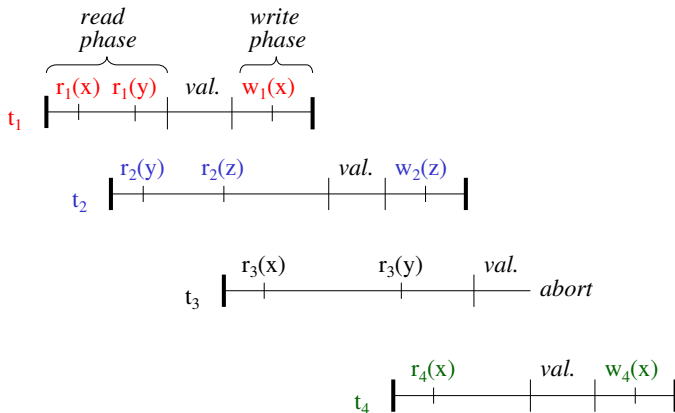 read phase
write phase
r₁(x) r₁(y) val. w₁(x)
t₁
r₂(y) r₂(z) val. w₂(z)
t₂
r₃(x) r₃(y) val.
t₃ abort
r₄(x) val. w₄(x)
t₄